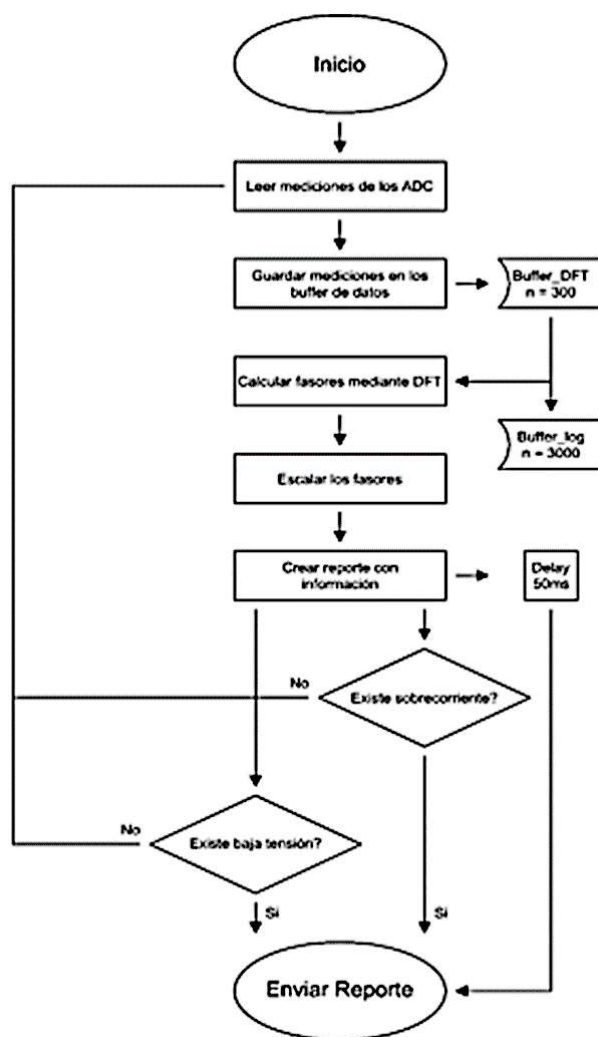 Inicio
Leer mediciones de los ADC
Guardar mediciones en los
buffer de datos
Buffer_DFT
n = 300
Calcular fasores mediante DFT
Buffer_log
n = 3000
Escalar los fasores
Crear reporte con
información
Delay
50ms
No
Existe sobrecorriente?
No
Existe baja tensión?
Si
Si
Enviar Reporte